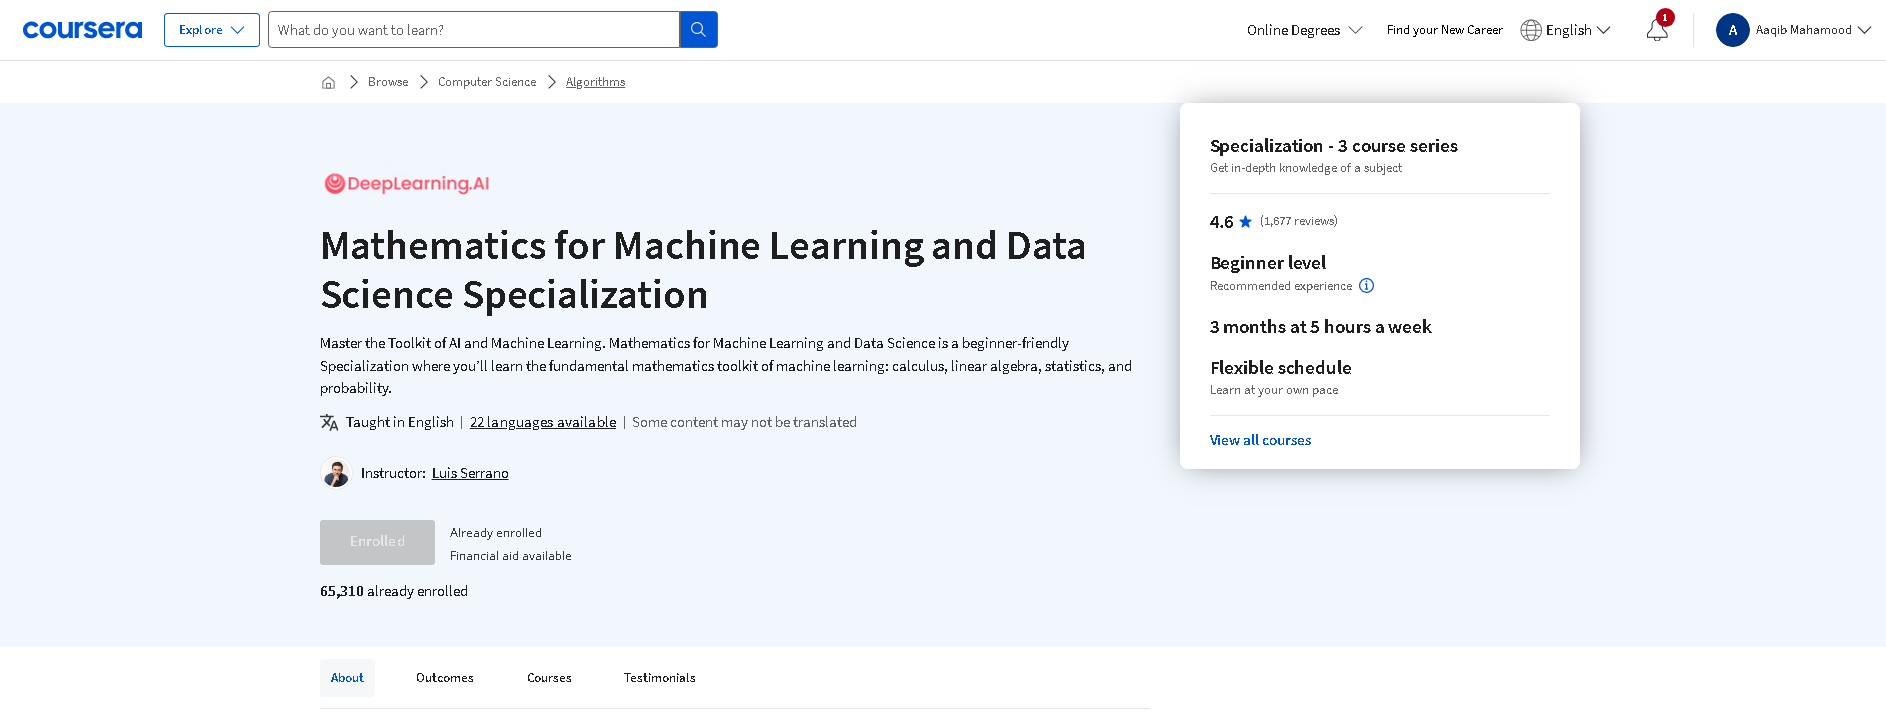 coursera
Explore
What do you want to learn?
Online Degrees
Find your New Career
English
1
A
Aaqib Mahamood
Browse
Computer Science
Algorithms
DeepLearning.AI
Mathematics for Machine Learning and Data
Science Specialization
Master the Toolkit of AI and Machine Learning. Mathematics for Machine Learning and Data Science is a beginner-friendly
Specialization where you’ll learn the fundamental mathematics toolkit of machine learning: calculus, linear algebra, statistics, and
probability.
Taught in English | 22 languages available | Some content may not be translated
Instructor: Luis Serrano
Enrolled
Already enrolled
Financial aid available
65,310 already enrolled
Specialization - 3 course series
Get in-depth knowledge of a subject
4.6 ★ (1,677 reviews)
Beginner level
Recommended experience
3 months at 5 hours a week
Flexible schedule
Learn at your own pace
View all courses
About
Outcomes
Courses
Testimonials